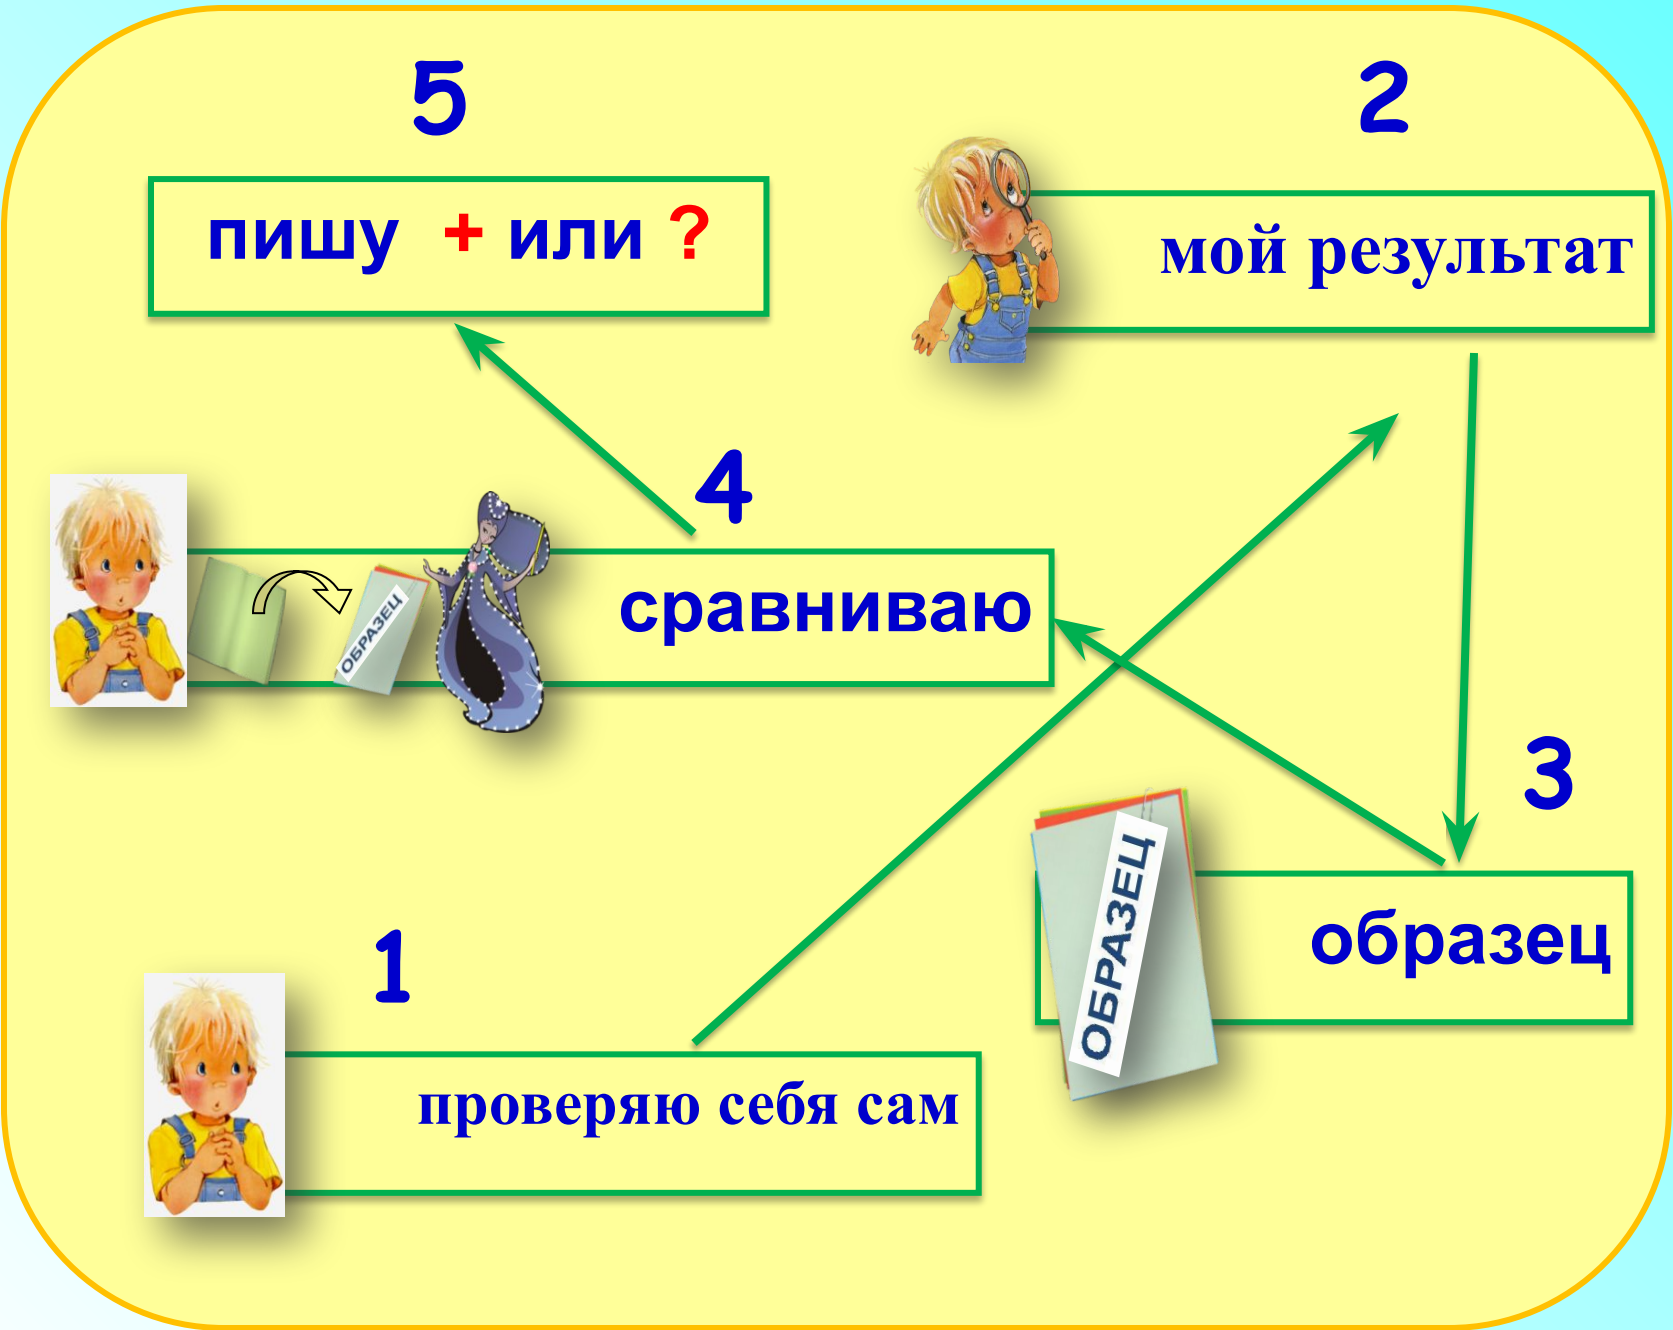 5
2
пишу + или ?
мой результат
4
ОБРАЗЕЦ
сравниваю
3
ОБРАЗЕЦ
образец
1
проверяю себя сам